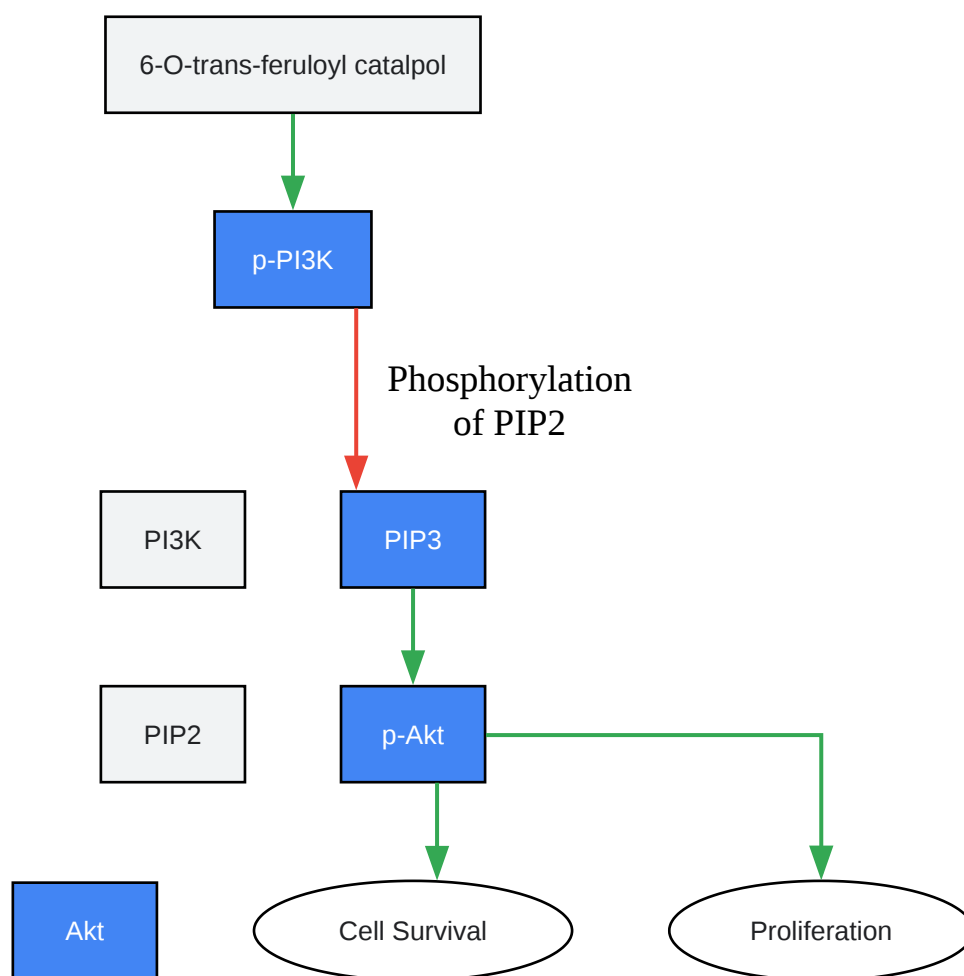 6-O-trans-feruloyl catalpol
p-PI3K
Phosphorylation
of PIP2
PI3K
PIP3
PIP2
p-Akt
Akt
Cell Survival
Proliferation